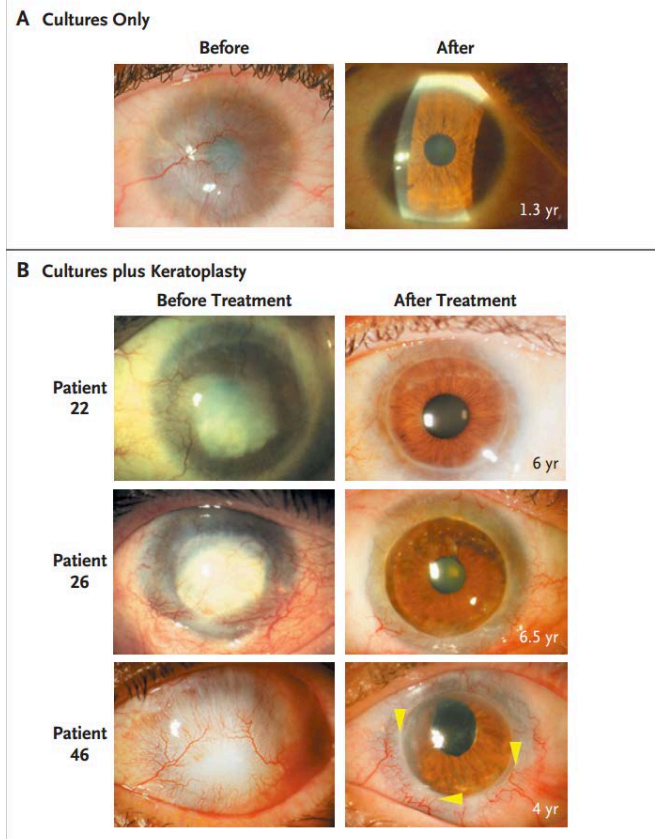 A Cultures Only
Before After
1.3 yr
B Cultures plus Keratoplasty
Before Treatment After Treatment
Patient
22
6 yr
Patient
26
6.5 yr
Patient
46
4 yr